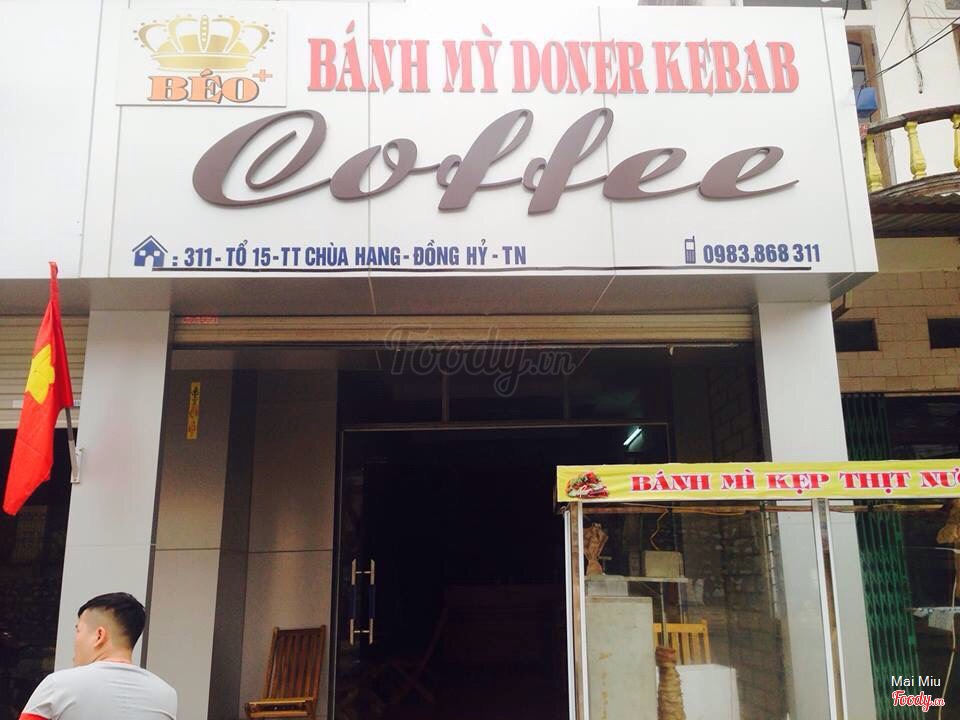 BÉO+
BÁNH MỲ DONER KEBAB
Coffee
: 311 - TỔ 15 - TT CHÙA HANG - ĐỒNG HỶ - TN
0983.868 311
Foody.vn
BÁNH MÌ KẸP THỊT NƯ
Mai Miu
Foody.vn